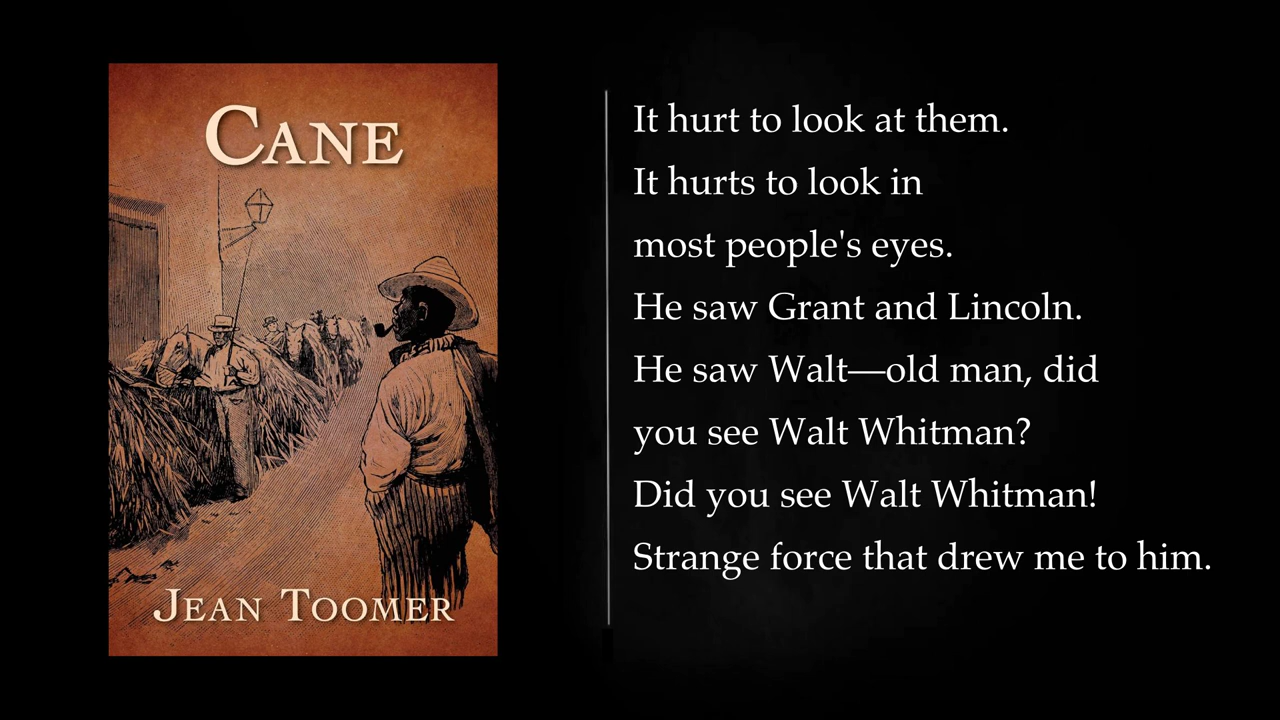 CANE
JEAN TOOMER
It hurt to look at them.
It hurts to look in
most people's eyes.
He saw Grant and Lincoln.
He saw Walt—old man, did
you see Walt Whitman?
Did you see Walt Whitman!
Strange force that drew me to him.